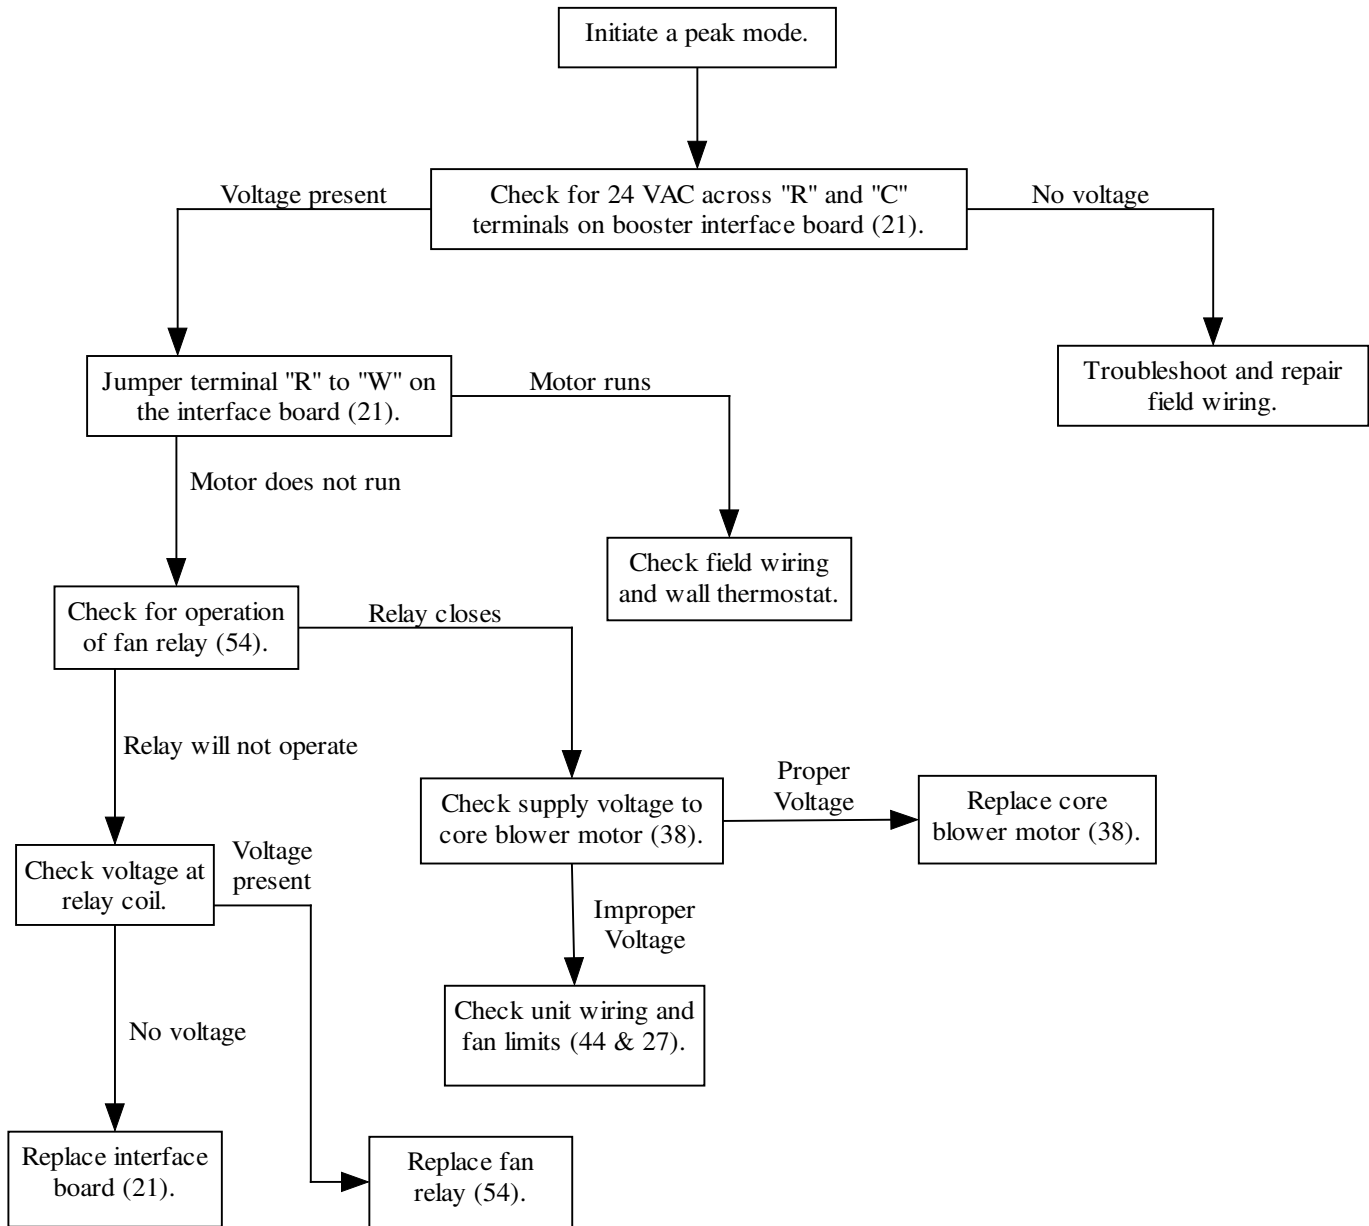 Initiate a peak mode.
Voltage present
Check for 24 VAC across "R" and "C"
terminals on booster interface board (21).
No voltage
Jumper terminal "R" to "W" on
the interface board (21).
Motor runs
Troubleshoot and repair
field wiring.
Motor does not run
Check field wiring
and wall thermostat.
Check for operation
of fan relay (54).
Relay closes
Relay will not operate
Check supply voltage to
core blower motor (38).
Proper
Voltage
Replace core
blower motor (38).
Check voltage at
relay coil.
Voltage
present
Improper
Voltage
Check unit wiring and
fan limits (44 & 27).
No voltage
Replace interface
board (21).
Replace fan
relay (54).